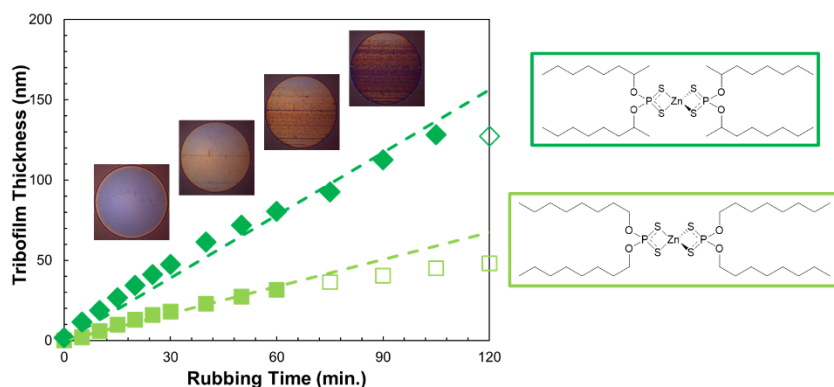 200
150
100
50
0
0
30
60
90
120
Tribofilm Thickness (nm)
Rubbing Time (min.)
O
O
P
S
S
Zn
S
S
P
O
O
O
O
P
S
S
Zn
S
S
P
O
O